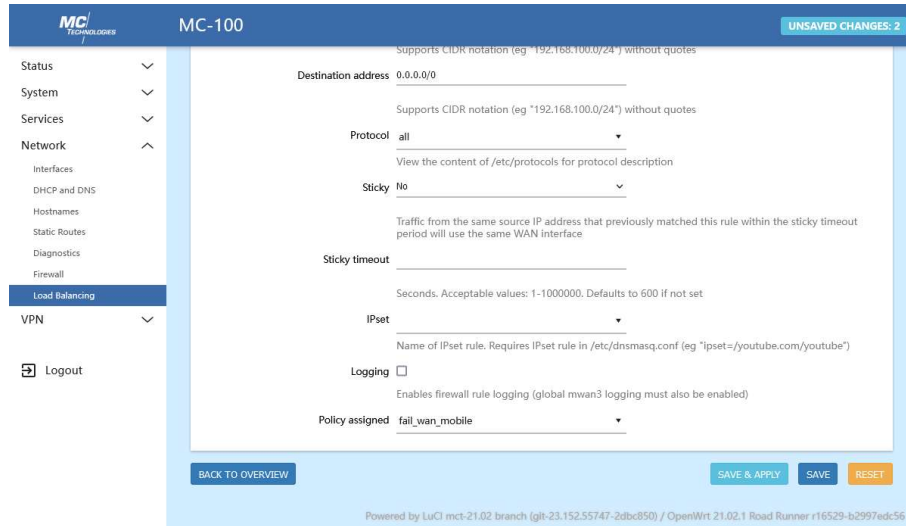 MC
TECHNOLOGIES
MC-100
UNSAVED CHANGES: 2
Status
System
Services
Network
Interfaces
DHCP and DNS
Hostnames
Static Routes
Diagnostics
Firewall
Load Balancing
VPN
Logout
Supports CIDR notation (eg "192.168.100.0/24") without quotes
Destination address 0.0.0.0/0
Supports CIDR notation (eg "192.168.100.0/24") without quotes
Protocol all
View the content of /etc/protocols for protocol description
Sticky No
Traffic from the same source IP address that previously matched this rule within the sticky timeout
period will use the same WAN interface
Sticky timeout
Seconds. Acceptable values: 1-1000000. Defaults to 600 if not set
IPset
Name of IPset rule. Requires IPset rule in /etc/dnsmasq.conf (eg "ipset=/youtube.com/youtube")
Logging
Enables firewall rule logging (global mwan3 logging must also be enabled)
Policy assigned fail_wan_mobile
BACK TO OVERVIEW
SAVE & APPLY SAVE RESET
Powered by LuCI mct-21.02 branch (git-23.152.55747-2dbc850) / OpenWrt 21.02.1 Road Runner r16529-b2997edc56